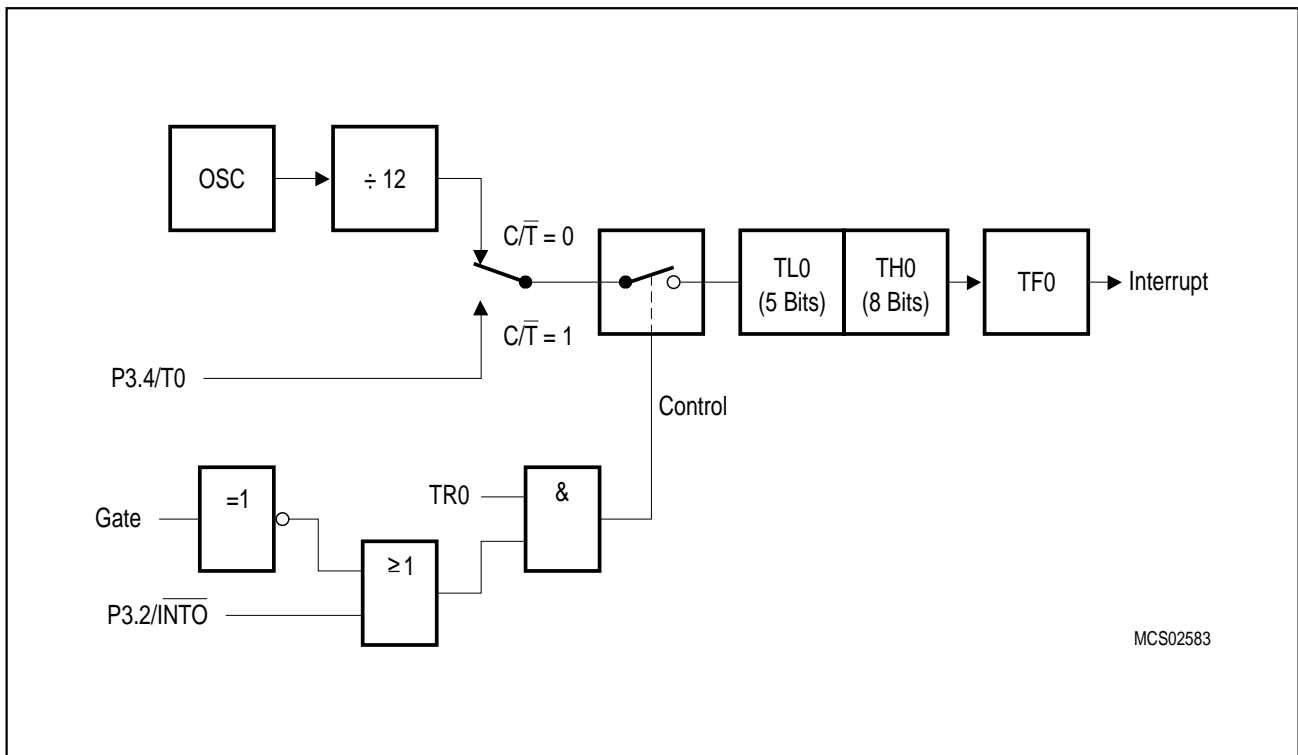 OSC
÷ 12
C/T̅ = 0
TL0
(5 Bits)
TH0
(8 Bits)
TF0
Interrupt
C/T̅ = 1
P3.4/T0
Control
=1
TR0
&
Gate
≥ 1
P3.2/I̅N̅T̅O̅
MCS02583